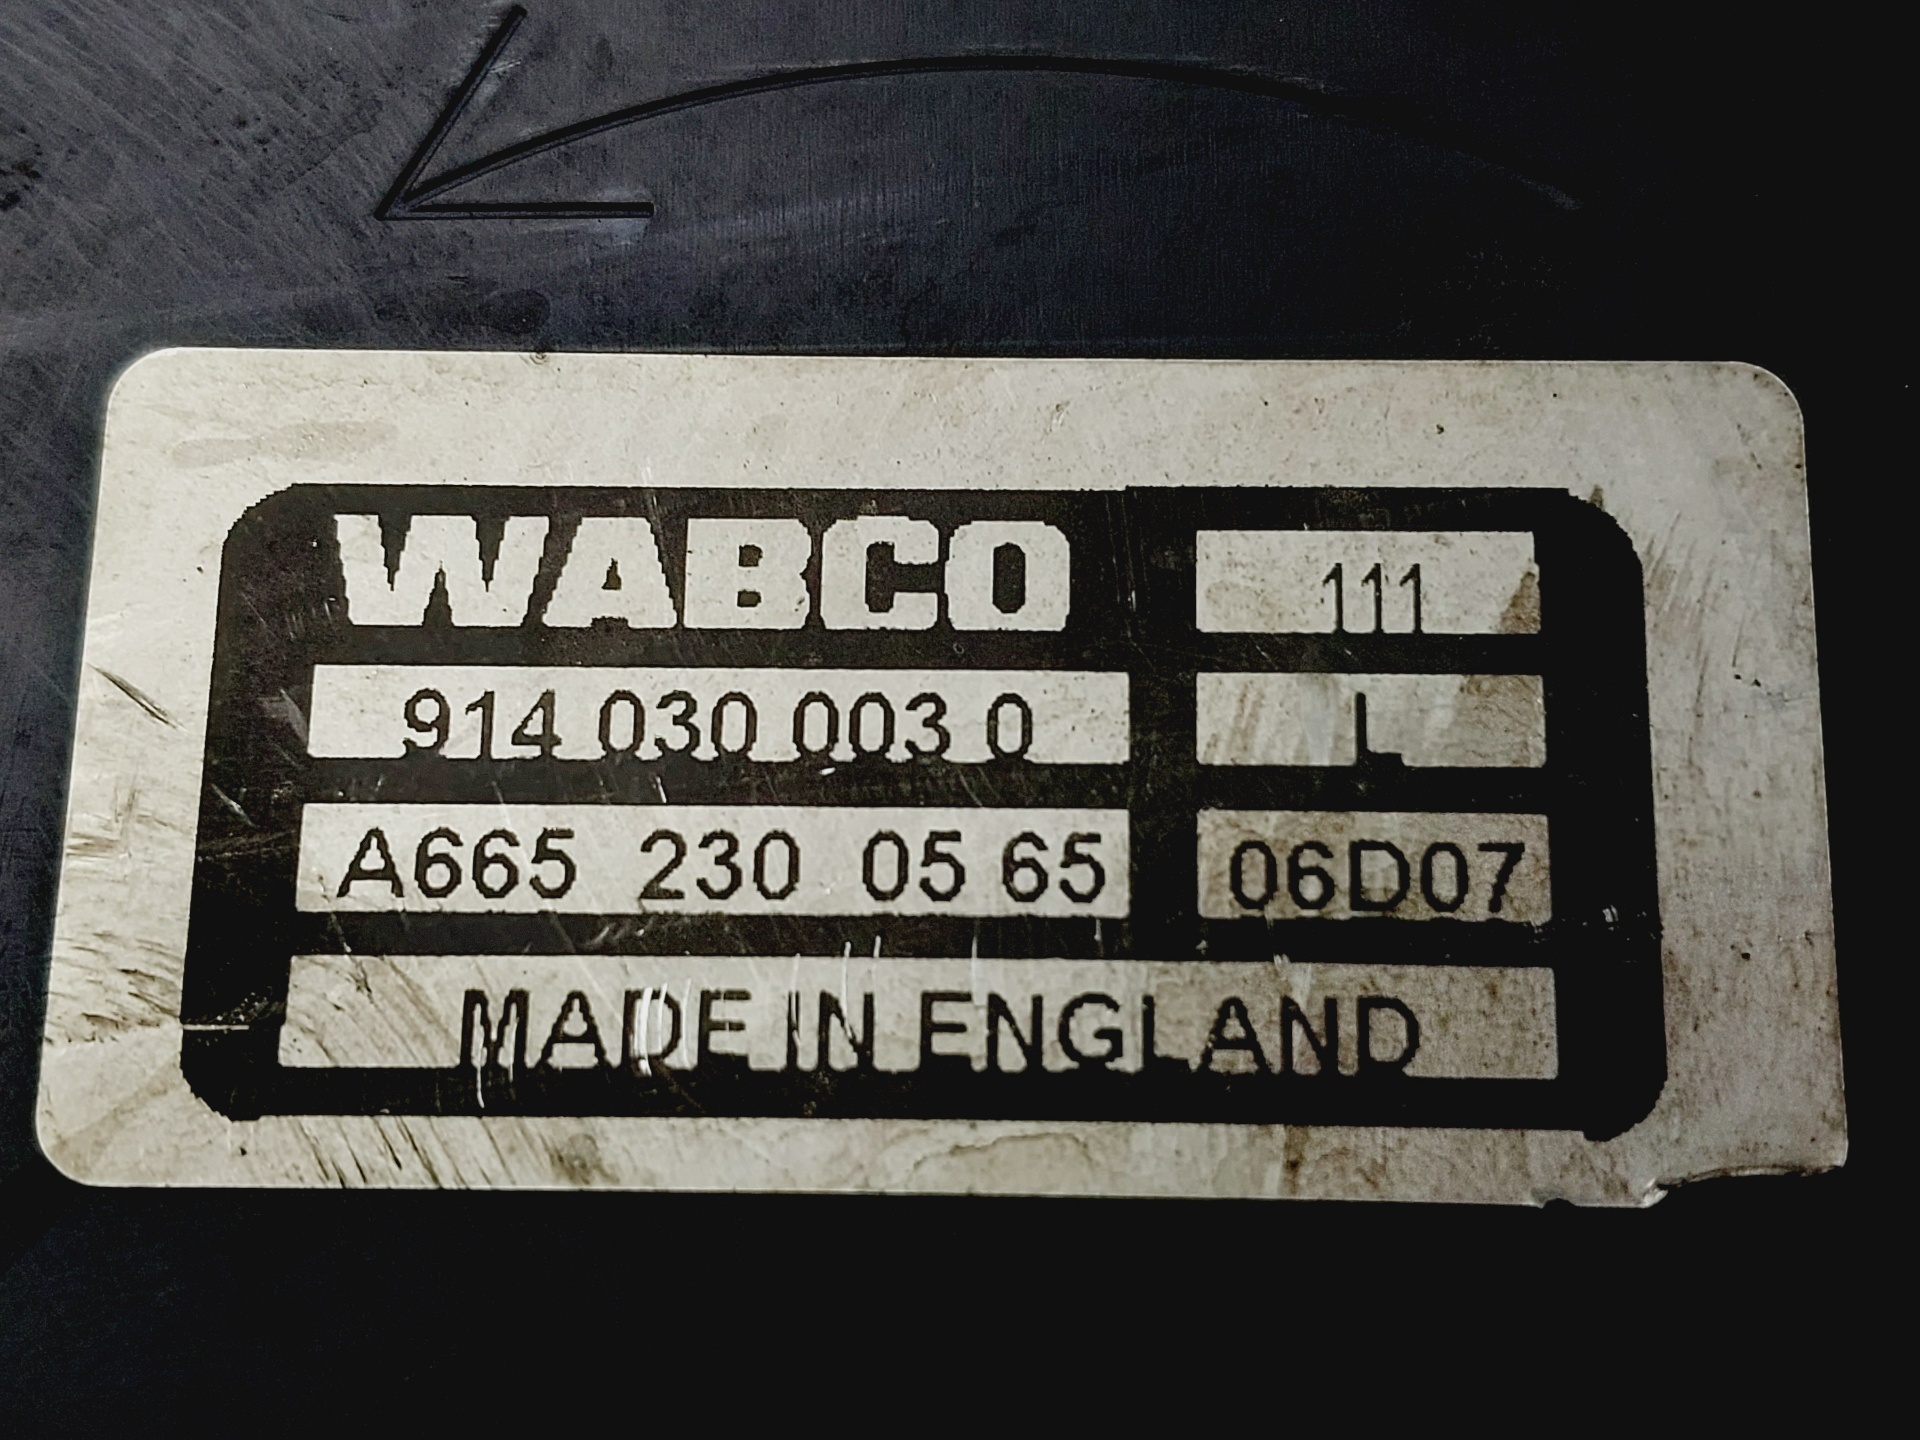 WABCO 111
914 030 003 0 L
A665 230 05 65 06D07
MADE IN ENGLAND